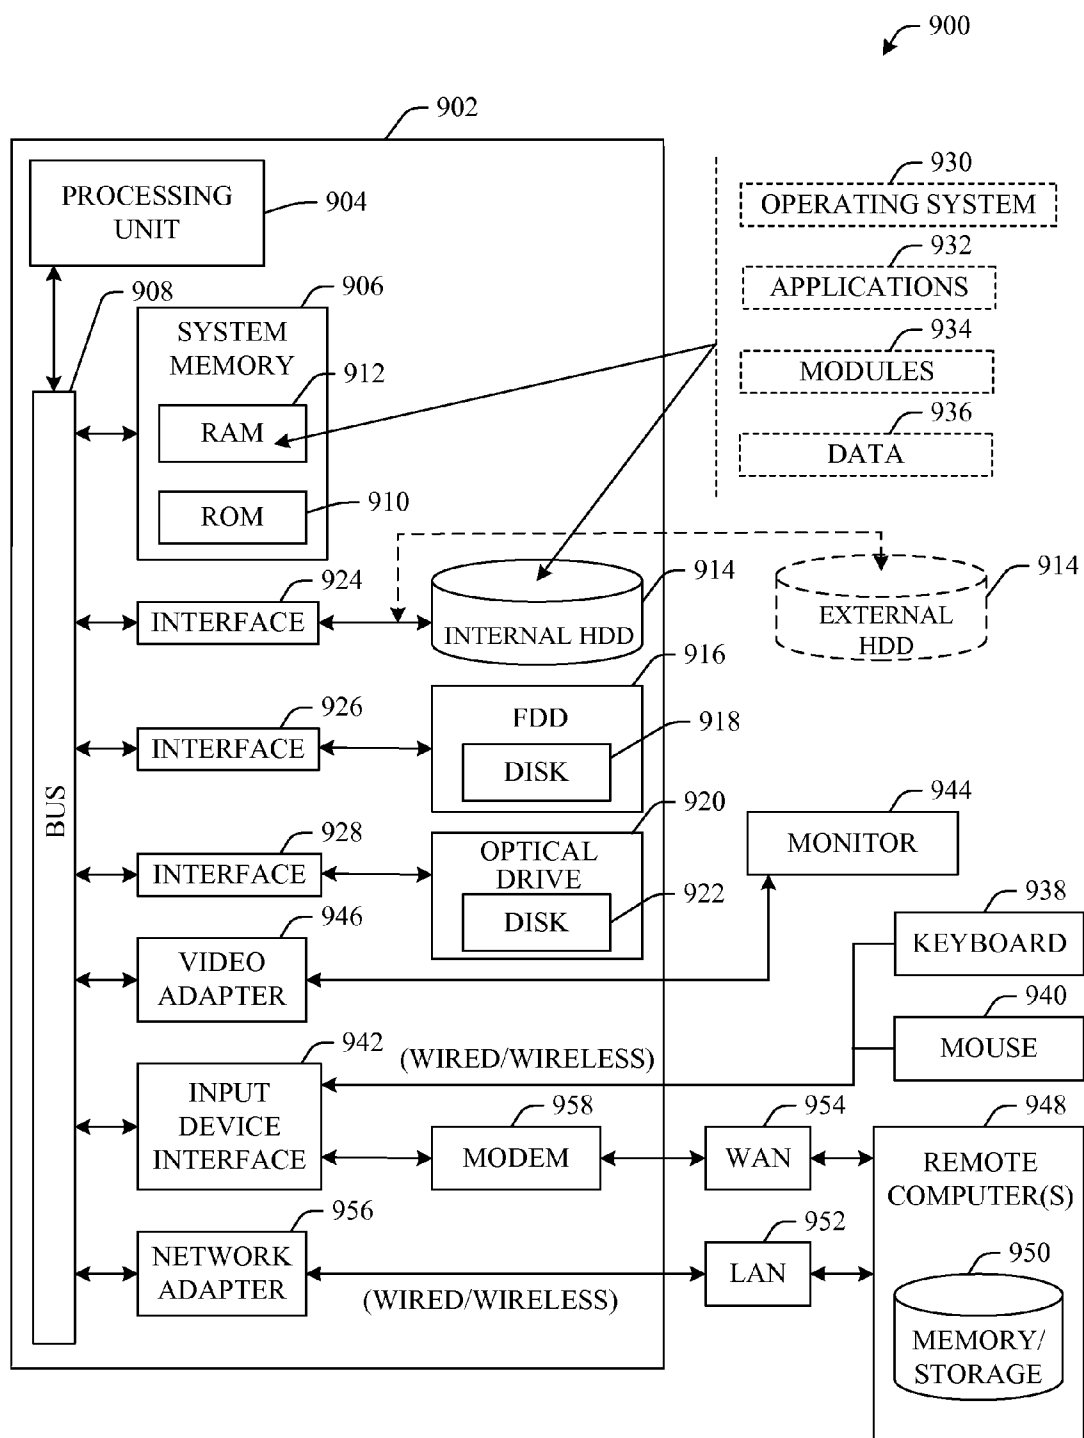 900
902
PROCESSING
UNIT
904
930
OPERATING SYSTEM
932
APPLICATIONS
934
MODULES
936
DATA
908
906
SYSTEM
MEMORY
912
RAM
910
ROM
924
INTERFACE
914
INTERNAL HDD
914
EXTERNAL
HDD
916
FDD
926
INTERFACE
918
DISK
BUS
920
OPTICAL
DRIVE
928
INTERFACE
922
DISK
944
MONITOR
946
VIDEO
ADAPTER
938
KEYBOARD
940
MOUSE
942
INPUT
DEVICE
INTERFACE
(WIRED/WIRELESS)
958
MODEM
954
WAN
948
REMOTE
COMPUTER(S)
956
NETWORK
ADAPTER
(WIRED/WIRELESS)
952
LAN
950
MEMORY/
STORAGE